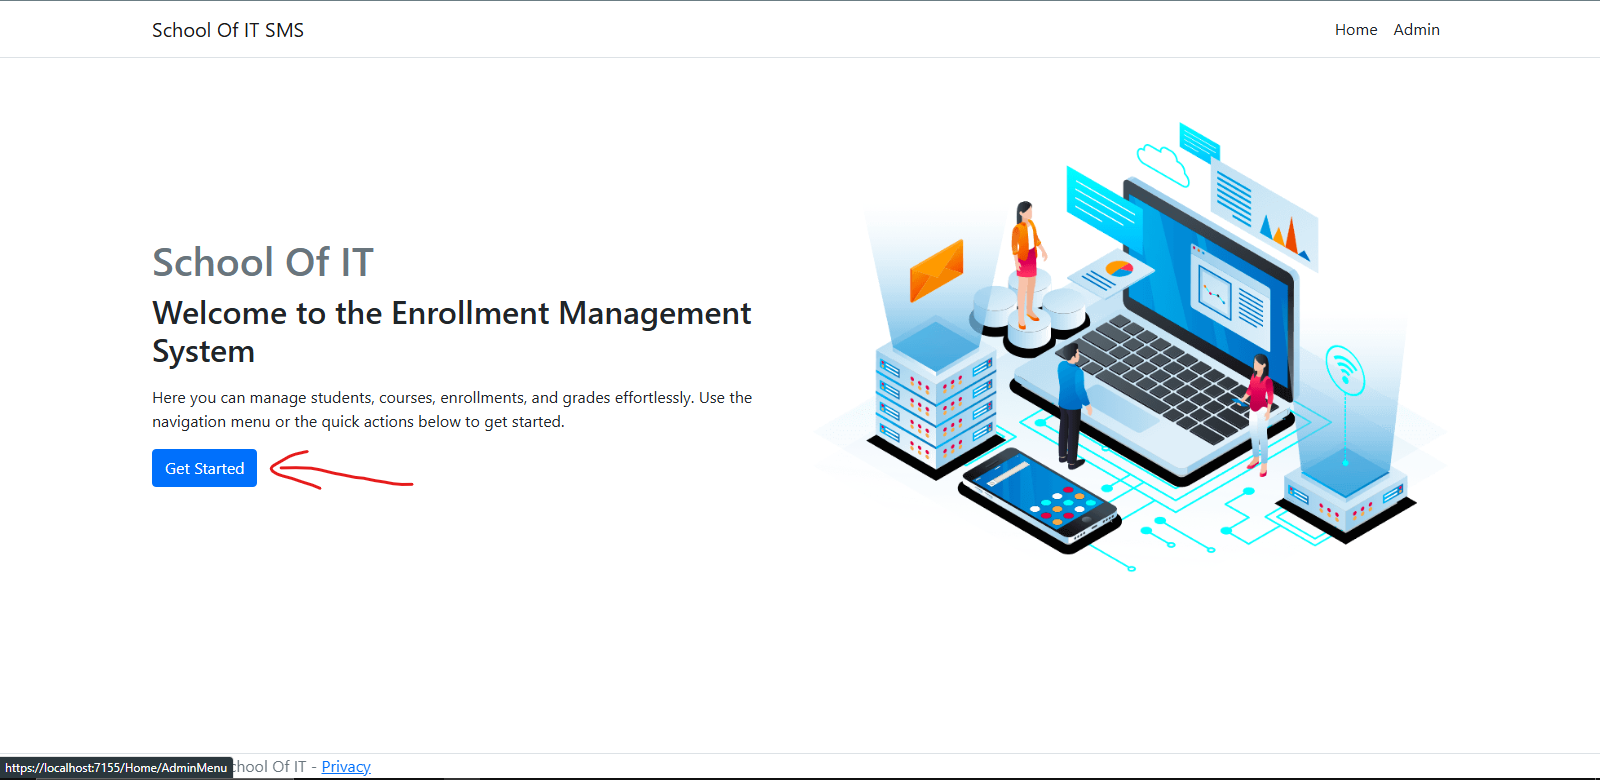 School Of IT SMS
Home Admin
School Of IT
Welcome to the Enrollment Management
System
Here you can manage students, courses, enrollments, and grades effortlessly. Use the
navigation menu or the quick actions below to get started.
Get Started
https://localhost:7155/Home/AdminMenu
Of IT - Privacy